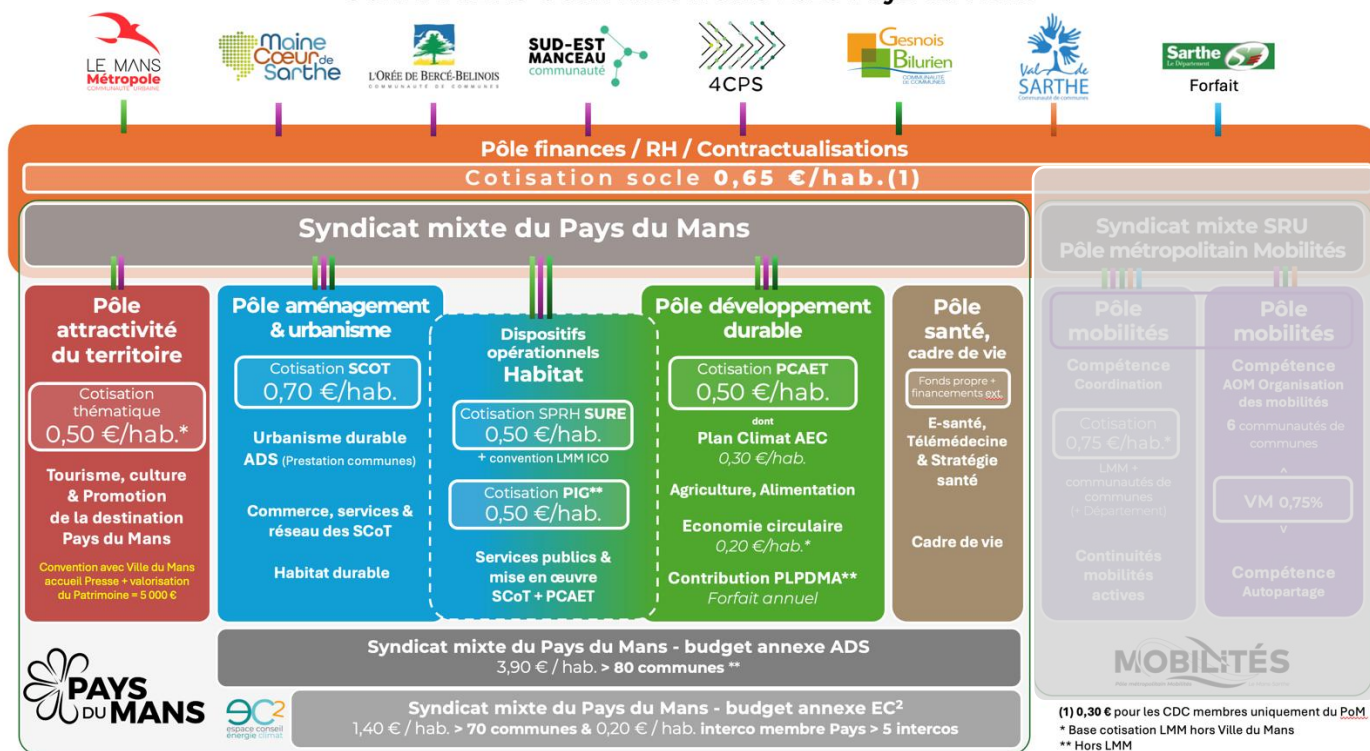 LE MANS
Métropole
COMMUNAUTÉ URBAINE
Maine
Cœur de
Sarthe
L'ORÉE DE BERCÉ-BELINOIS
COMMUNAUTÉ DE COMMUNES
SUD-EST
MANCEAU
communauté
4CPS
Gesnois
Bilurien
COMMUNAUTÉ
DE COMMUNES
Val de
SARTHE
Communauté de communes
Sarthe
Le Département
Forfait
Pôle finances / RH / Contractualisations
Cotisation socle 0,65 €/hab.(1)
Syndicat mixte du Pays du Mans
Syndicat mixte SRU
Pôle métropolitain Mobilités
Pôle
attractivité
du territoire
Cotisation
thématique
0,50 €/hab.*
Tourisme, culture
& Promotion
de la destination
Pays du Mans
Convention avec Ville du Mans
accueil Presse + valorisation
du Patrimoine = 5 000 €
Pôle aménagement
& urbanisme
Cotisation SCOT
0,70 €/hab.
Urbanisme durable
ADS (Prestation communes)
Commerce, services &
réseau des SCoT
Habitat durable
Dispositifs
opérationnels
Habitat
Cotisation SPRH SURE
0,50 €/hab.
+ convention LMM ICO
Cotisation PIG**
0,50 €/hab.
Services publics &
mise en œuvre
SCoT + PCAET
Pôle développement
durable
Cotisation PCAET
0,50 €/hab.
dont
Plan Climat AEC
0,30 €/hab.
Agriculture, Alimentation
Economie circulaire
0,20 €/hab.*
Contribution PLPDMA**
Forfait annuel
Pôle
santé,
cadre de vie
Fonds propre +
financements ext.
E-santé,
Télémédecine
& Stratégie
santé
Cadre de vie
Pôle
mobilités
Compétence
Coordination
Cotisation
0,75 €/hab.*
LMM +
communautés de
communes
(+ Département)
Continuités
mobilités
actives
Pôle
mobilités
Compétence
AOM Organisation
des mobilités
6 communautés de
communes
^
VM 0,75%
v
Compétence
Autopartage
Syndicat mixte du Pays du Mans - budget annexe ADS
3,90 € / hab. > 80 communes **
Syndicat mixte du Pays du Mans - budget annexe EC²
1,40 € / hab. > 70 communes & 0,20 € / hab. interco membre Pays > 5 intercos
PAYS
DU MANS
EC2
espace conseil
énergie climat
MOBILITÉS
Pôle métropolitain Mobilités
(1) 0,30 € pour les CDC membres uniquement du PoM
* Base cotisation LMM hors Ville du Mans
** Hors LMM